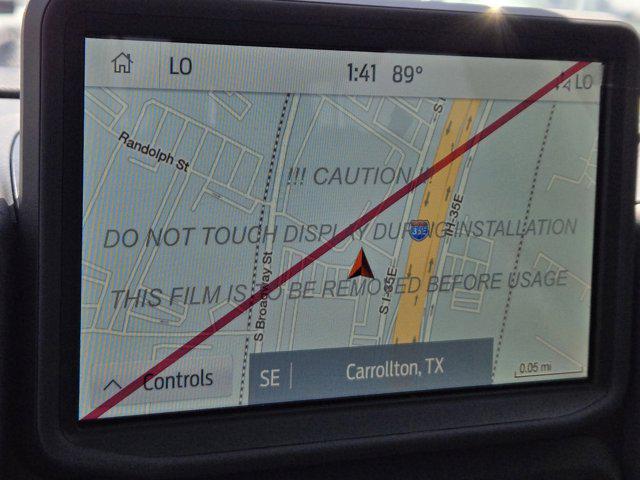 LO 1:41 89° LO
Randolph St
!!! CAUTION
DO NOT TOUCH DISPLAY DURING INSTALLATION
35E
IH-35E
THIS FILM IS TO BE REMOVED BEFORE USAGE
S Broadway St
S I-35E
Controls
SE
Carrollton, TX
0.05 mi